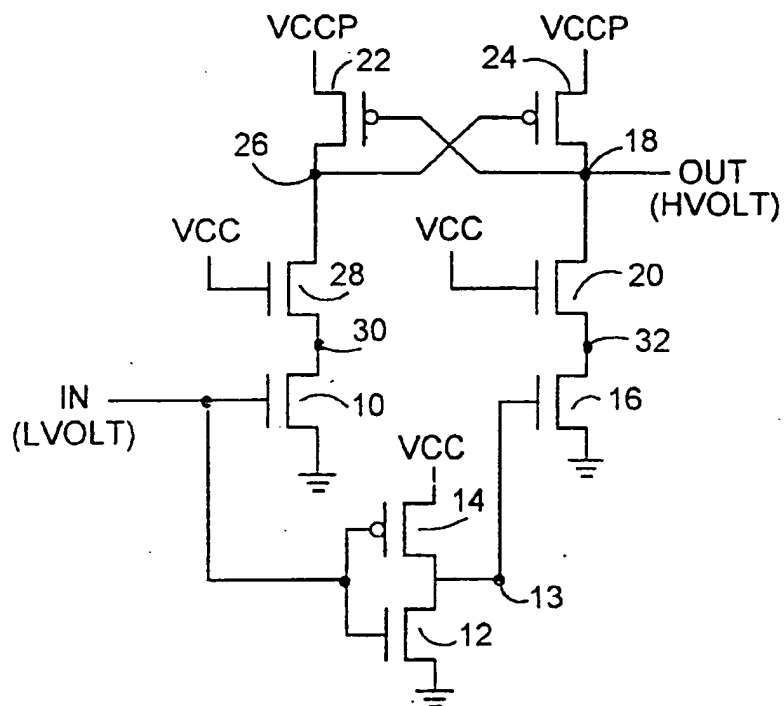 VCCP
VCCP
22
24
26
18
OUT
(HVOLT)
VCC
VCC
28
20
30
32
IN
(LVOLT)
10
16
VCC
14
13
12